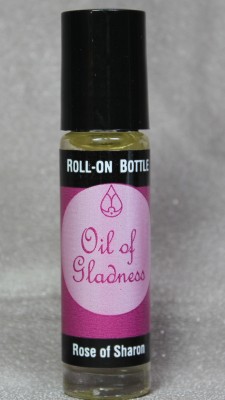 ROLL-ON BOTTLE
Oil of
Gladness
Rose of Sharon